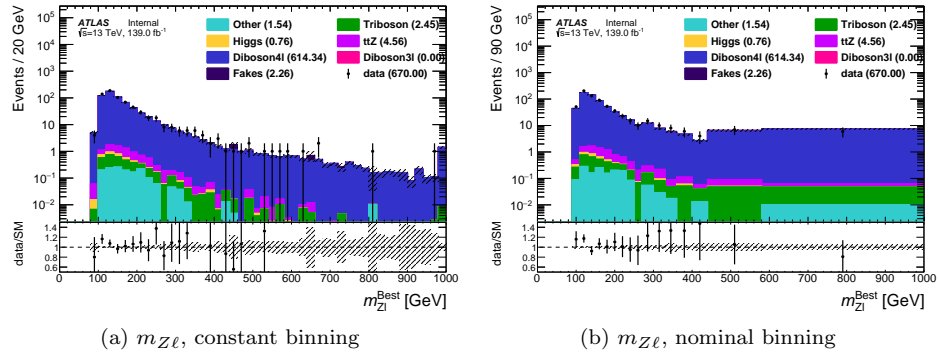 ATLAS Internal
√s=13 TeV, 139.0 fb⁻¹
Other (1.54)
Triboson (2.45)
Higgs (0.76)
ttZ (4.56)
Diboson4l (614.34)
Diboson3l (0.00)
Fakes (2.26)
data (670.00)
Events / 20 GeV
10⁵
10⁴
10³
10²
10
1
10⁻¹
10⁻²
data/SM
1.4
1.2
1
0.8
0.6
0 100 200 300 400 500 600 700 800 900 1000
m_Zl^Best [GeV]
(a) m_Zℓ, constant binning
ATLAS Internal
√s=13 TeV, 139.0 fb⁻¹
Other (1.54)
Triboson (2.45)
Higgs (0.76)
ttZ (4.56)
Diboson4l (614.34)
Diboson3l (0.00)
Fakes (2.26)
data (670.00)
Events / 90 GeV
10⁵
10⁴
10³
10²
10
1
10⁻¹
10⁻²
data/SM
1.4
1.2
1
0.8
0.6
0 100 200 300 400 500 600 700 800 900 1000
m_Zl^Best [GeV]
(b) m_Zℓ, nominal binning